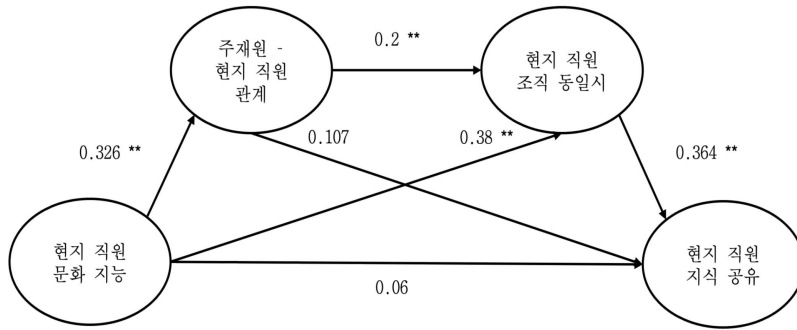 주재원 -
현지 직원
관계
0.2 **
현지 직원
조직 동일시
0.326 **
0.107
0.38 **
0.364 **
현지 직원
문화 지능
0.06
현지 직원
지식 공유